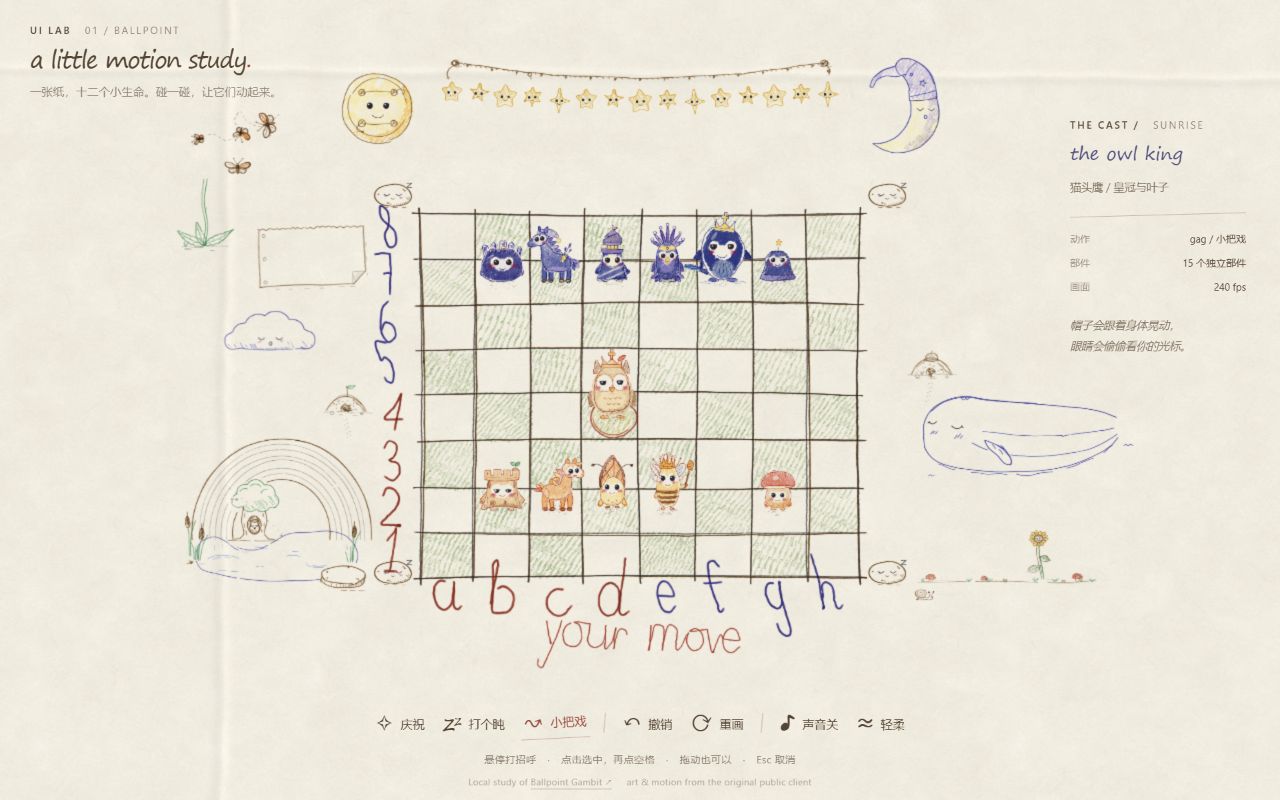 UI LAB 01 / BALLPOINT
a little motion study.
一张纸，十二个小生命。碰一碰，让它们动起来。
THE CAST / SUNRISE
the owl king
猫头鹰 / 皇冠与叶子
动作 gag / 小把戏
部件 15 个独立部件
画面 240 fps
帽子会跟着身体晃动，
眼睛会偷偷看你的光标。
z z
8
7
6
5
4
3
2
1
z z
a b c d e f g h
your move
庆祝 打个盹 小把戏 撤销 重画 声音关 轻柔
悬停打招呼 · 点击选中，再点空格 · 拖动也可以 · Esc 取消
Local study of Ballpoint Gambit ↗ art & motion from the original public client